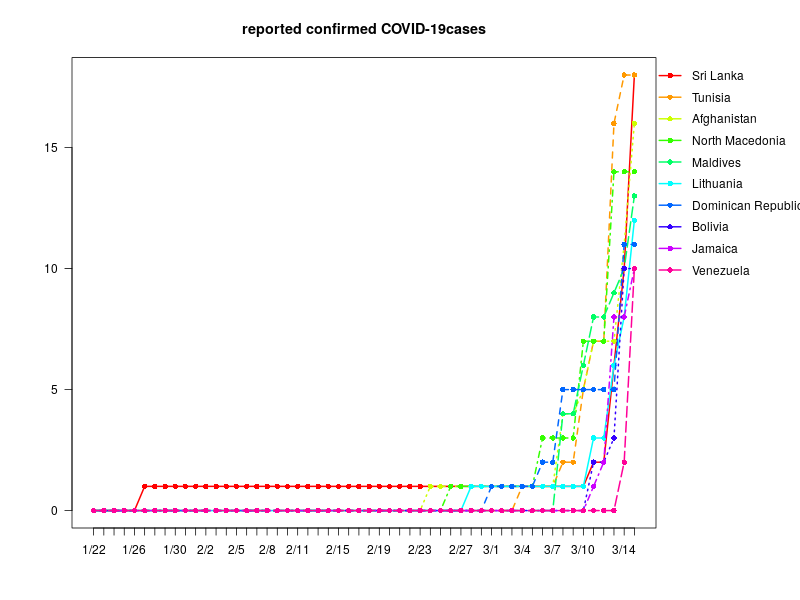 reported confirmed COVID-19cases
Sri Lanka
Tunisia
Afghanistan
North Macedonia
Maldives
Lithuania
Dominican Republic
Bolivia
Jamaica
Venezuela
15
10
5
0
1/22 1/26 1/30 2/2 2/5 2/8 2/11 2/15 2/19 2/23 2/27 3/1 3/4 3/7 3/10 3/14